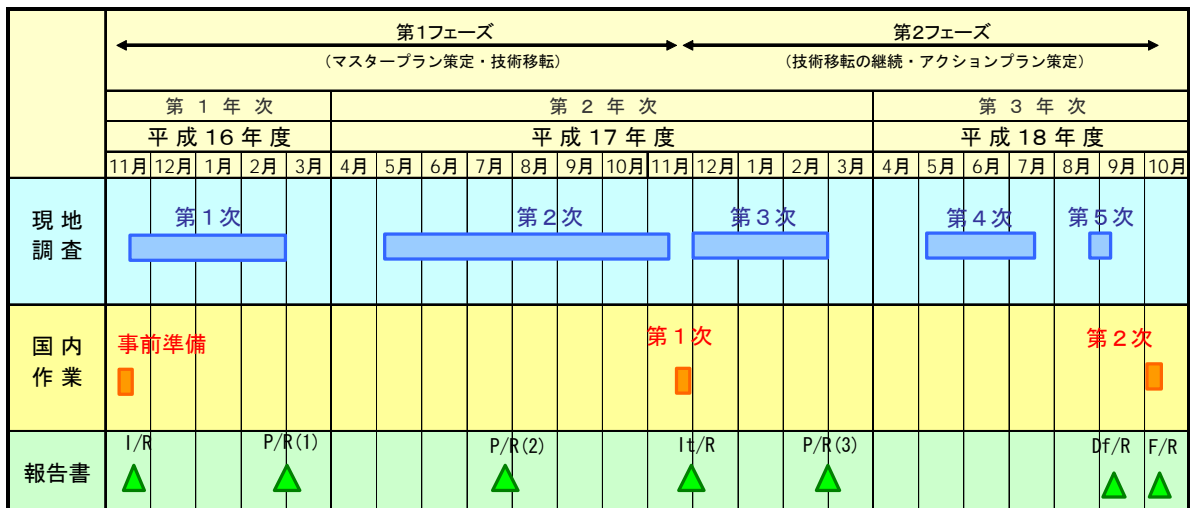 第1フェーズ
(マスタープラン策定・技術移転)
第2フェーズ
(技術移転の継続・アクションプラン策定)
第 1 年 次
第 2 年 次
第 3 年 次
平成 16 年度
平成 17 年度
平成 18 年度
11月 12月 1月 2月 3月 4月 5月 6月 7月 8月 9月 10月 11月 12月 1月 2月 3月 4月 5月 6月 7月 8月 9月 10月
現地
調査
第1次
第2次
第3次
第4次
第5次
国内
作業
事前準備
第1次
第2次
報告書
I/R
P/R(1)
P/R(2)
It/R
P/R(3)
Df/R
F/R